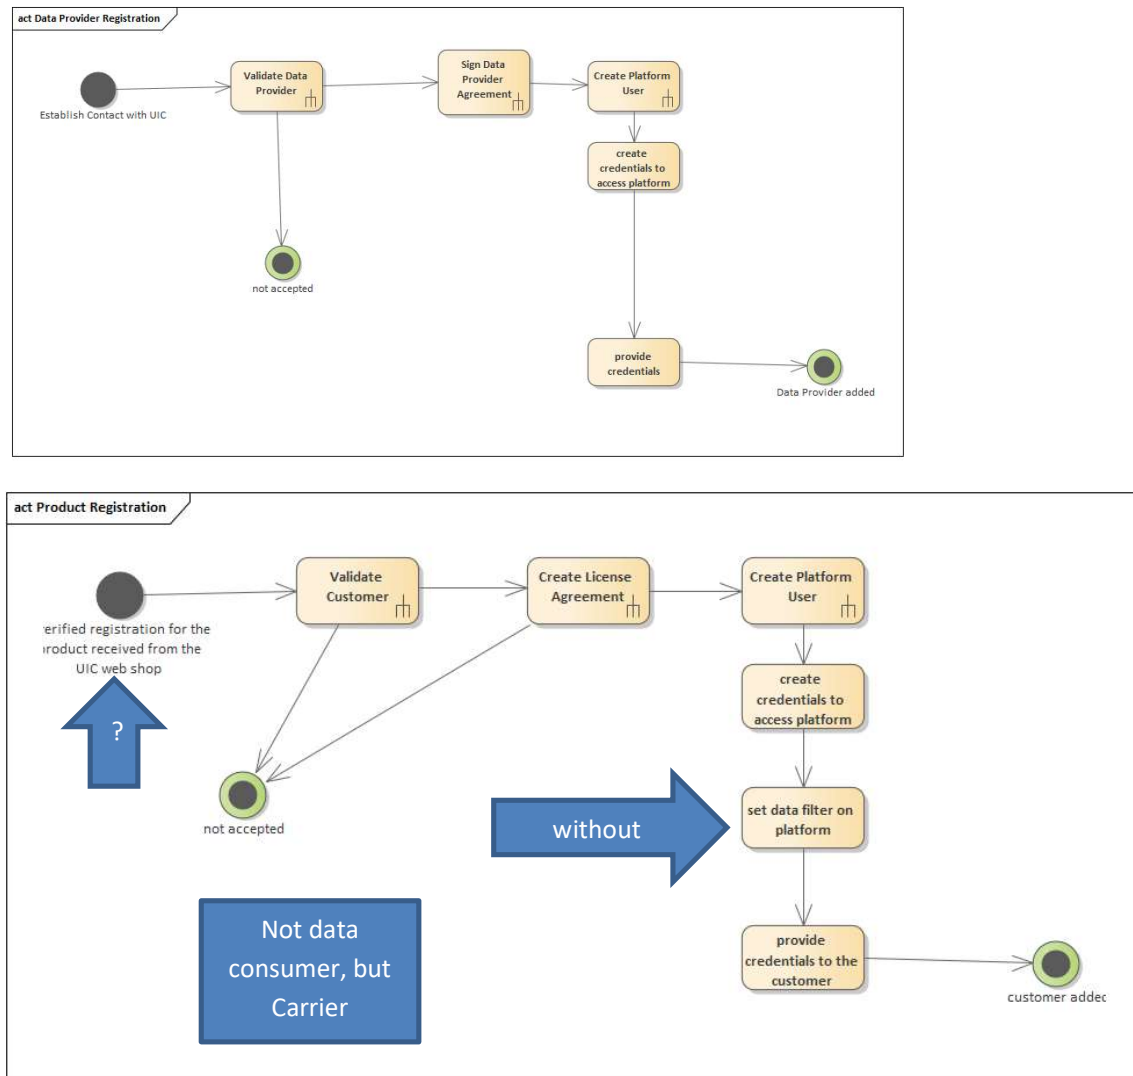 act Data Provider Registration
Sign Data
Provider
Agreement
Validate Data
Provider
Create Platform
User
Establish Contact with UIC
create
credentials to
access platform
not accepted
provide
credentials
Data Provider added
act Product Registration
Validate
Customer
Create License
Agreement
Create Platform
User
erified registration for the
roduct received from the
UIC web shop
?
create
credentials to
access platform
not accepted
without
set data filter on
platform
Not data
consumer, but
Carrier
provide
credentials to the
customer
customer added